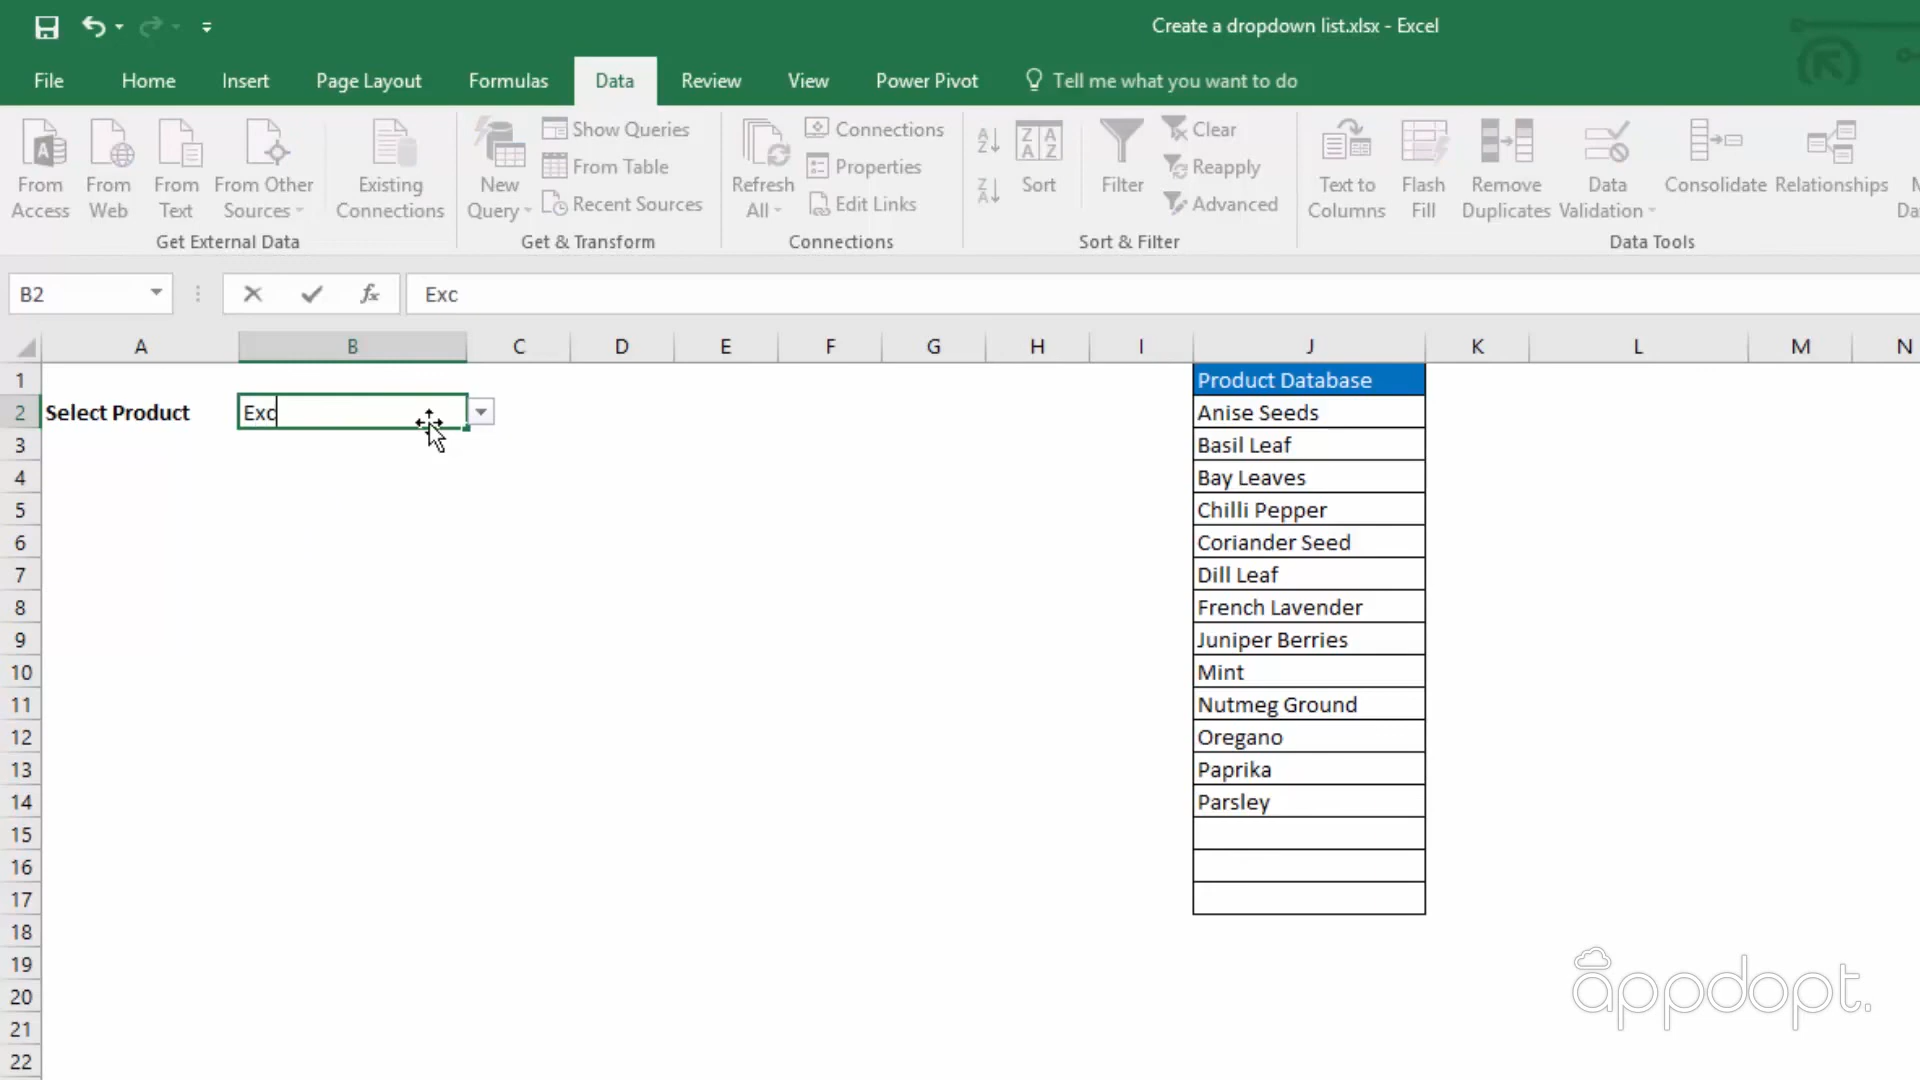 Create a dropdown list.xlsx - Excel
File Home Insert Page Layout Formulas Data Review View Power Pivot Tell me what you want to do
From Access
From Web
From Text
From Other Sources
Existing Connections
Get External Data
New Query
Show Queries
From Table
Recent Sources
Get & Transform
Refresh All
Connections
Properties
Edit Links
Connections
A Z
Z A
Z A A Z
Sort
Filter
Clear
Reapply
Advanced
Sort & Filter
Text to Columns
Flash Fill
Remove Duplicates
Data Validation
Consolidate
Relationships
Data Tools
B2 fx Exc
A B C D E F G H I J K L M N
1 Product Database
2 Select Product Exc Anise Seeds
3 Basil Leaf
4 Bay Leaves
5 Chilli Pepper
6 Coriander Seed
7 Dill Leaf
8 French Lavender
9 Juniper Berries
10 Mint
11 Nutmeg Ground
12 Oregano
13 Paprika
14 Parsley
15
16
17
18
19
20
21
22
appdopt.